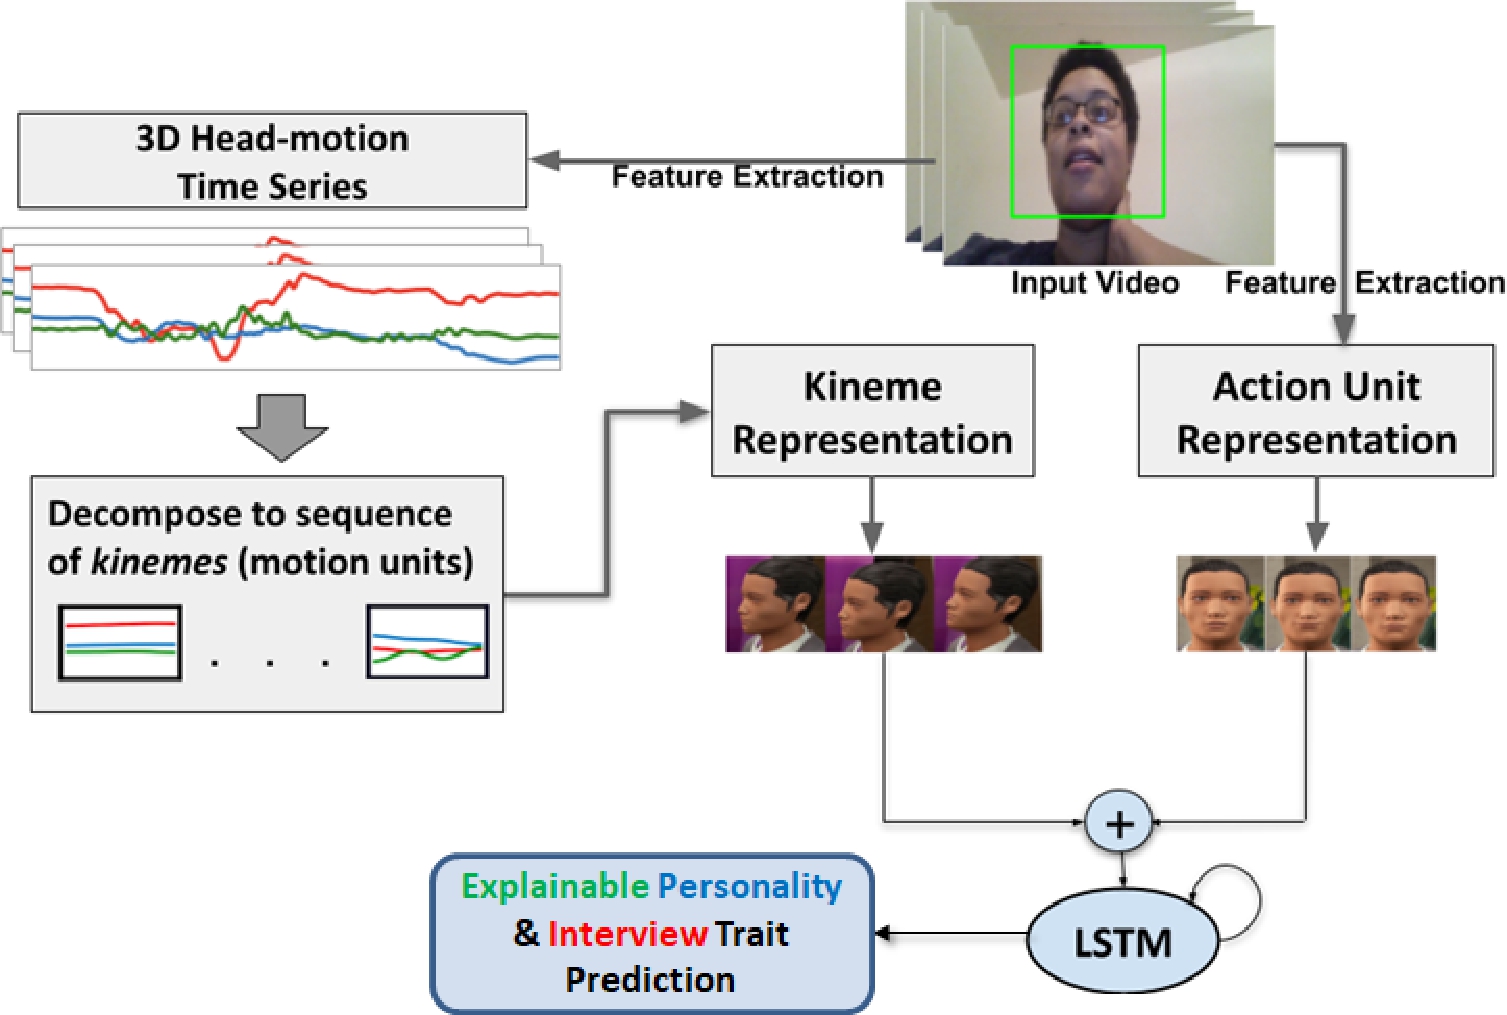 3D Head-motion
Time Series
Feature Extraction
Input Video
Feature Extraction
Kineme
Representation
Action Unit
Representation
Decompose to sequence
of kinemes (motion units)
. . .
+
LSTM
Explainable Personality
& Interview Trait
Prediction